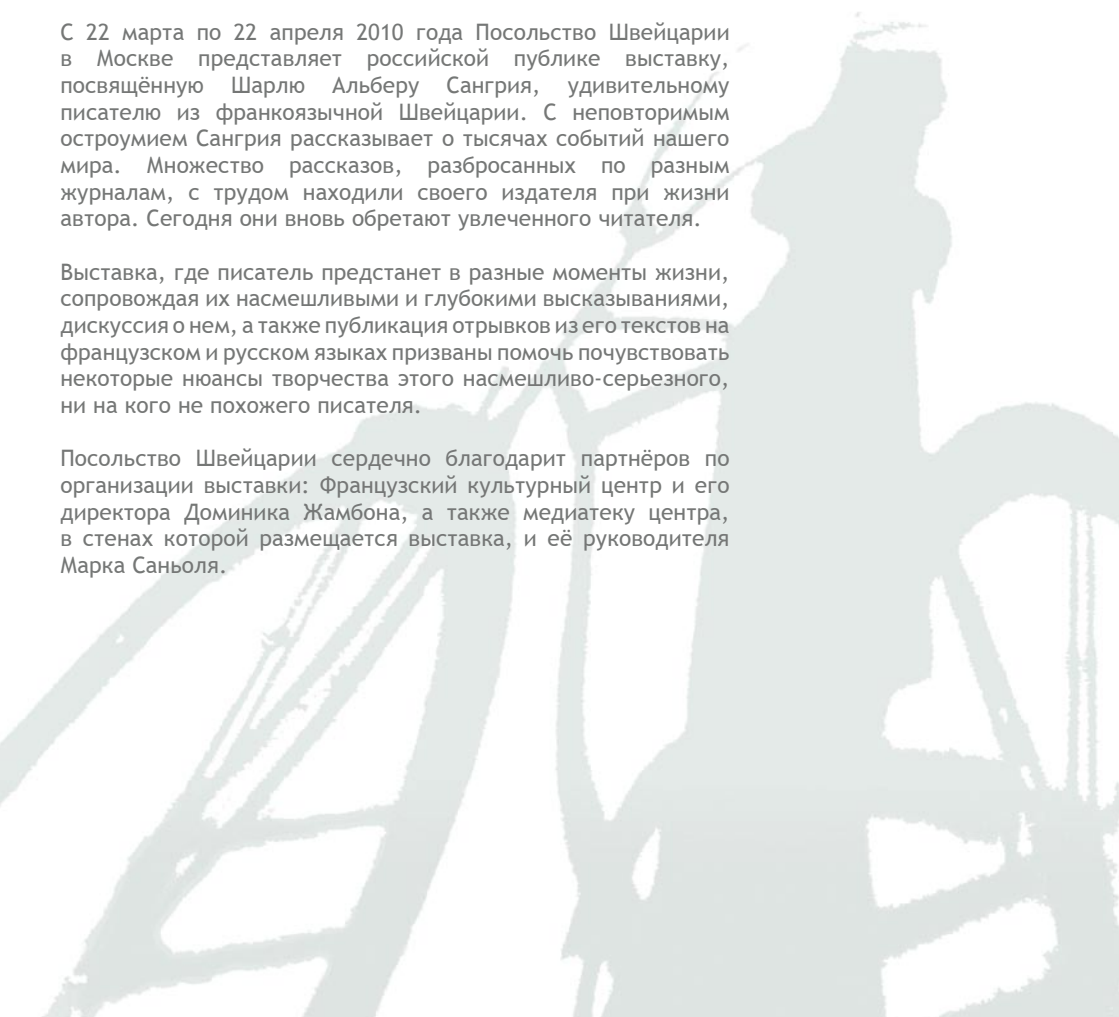 С 22 марта по 22 апреля 2010 года Посольство Швейцарии
в Москве представляет российской публике выставку,
посвящённую Шарлю Альберу Сангрия, удивительному
писателю из франкоязычной Швейцарии. С неповторимым
остроумием Сангрия рассказывает о тысячах событий нашего
мира. Множество рассказов, разбросанных по разным
журналам, с трудом находили своего издателя при жизни
автора. Сегодня они вновь обретают увлеченного читателя.
Выставка, где писатель предстанет в разные моменты жизни,
сопровождая их насмешливыми и глубокими высказываниями,
дискуссия о нем, а также публикация отрывков из его текстов на
французском и русском языках призваны помочь почувствовать
некоторые нюансы творчества этого насмешливо-серьезного,
ни на кого не похожего писателя.
Посольство Швейцарии сердечно благодарит партнёров по
организации выставки: Французский культурный центр и его
директора Доминика Жамбона, а также медиатеку центра,
в стенах которой размещается выставка, и её руководителя
Марка Саньоля.